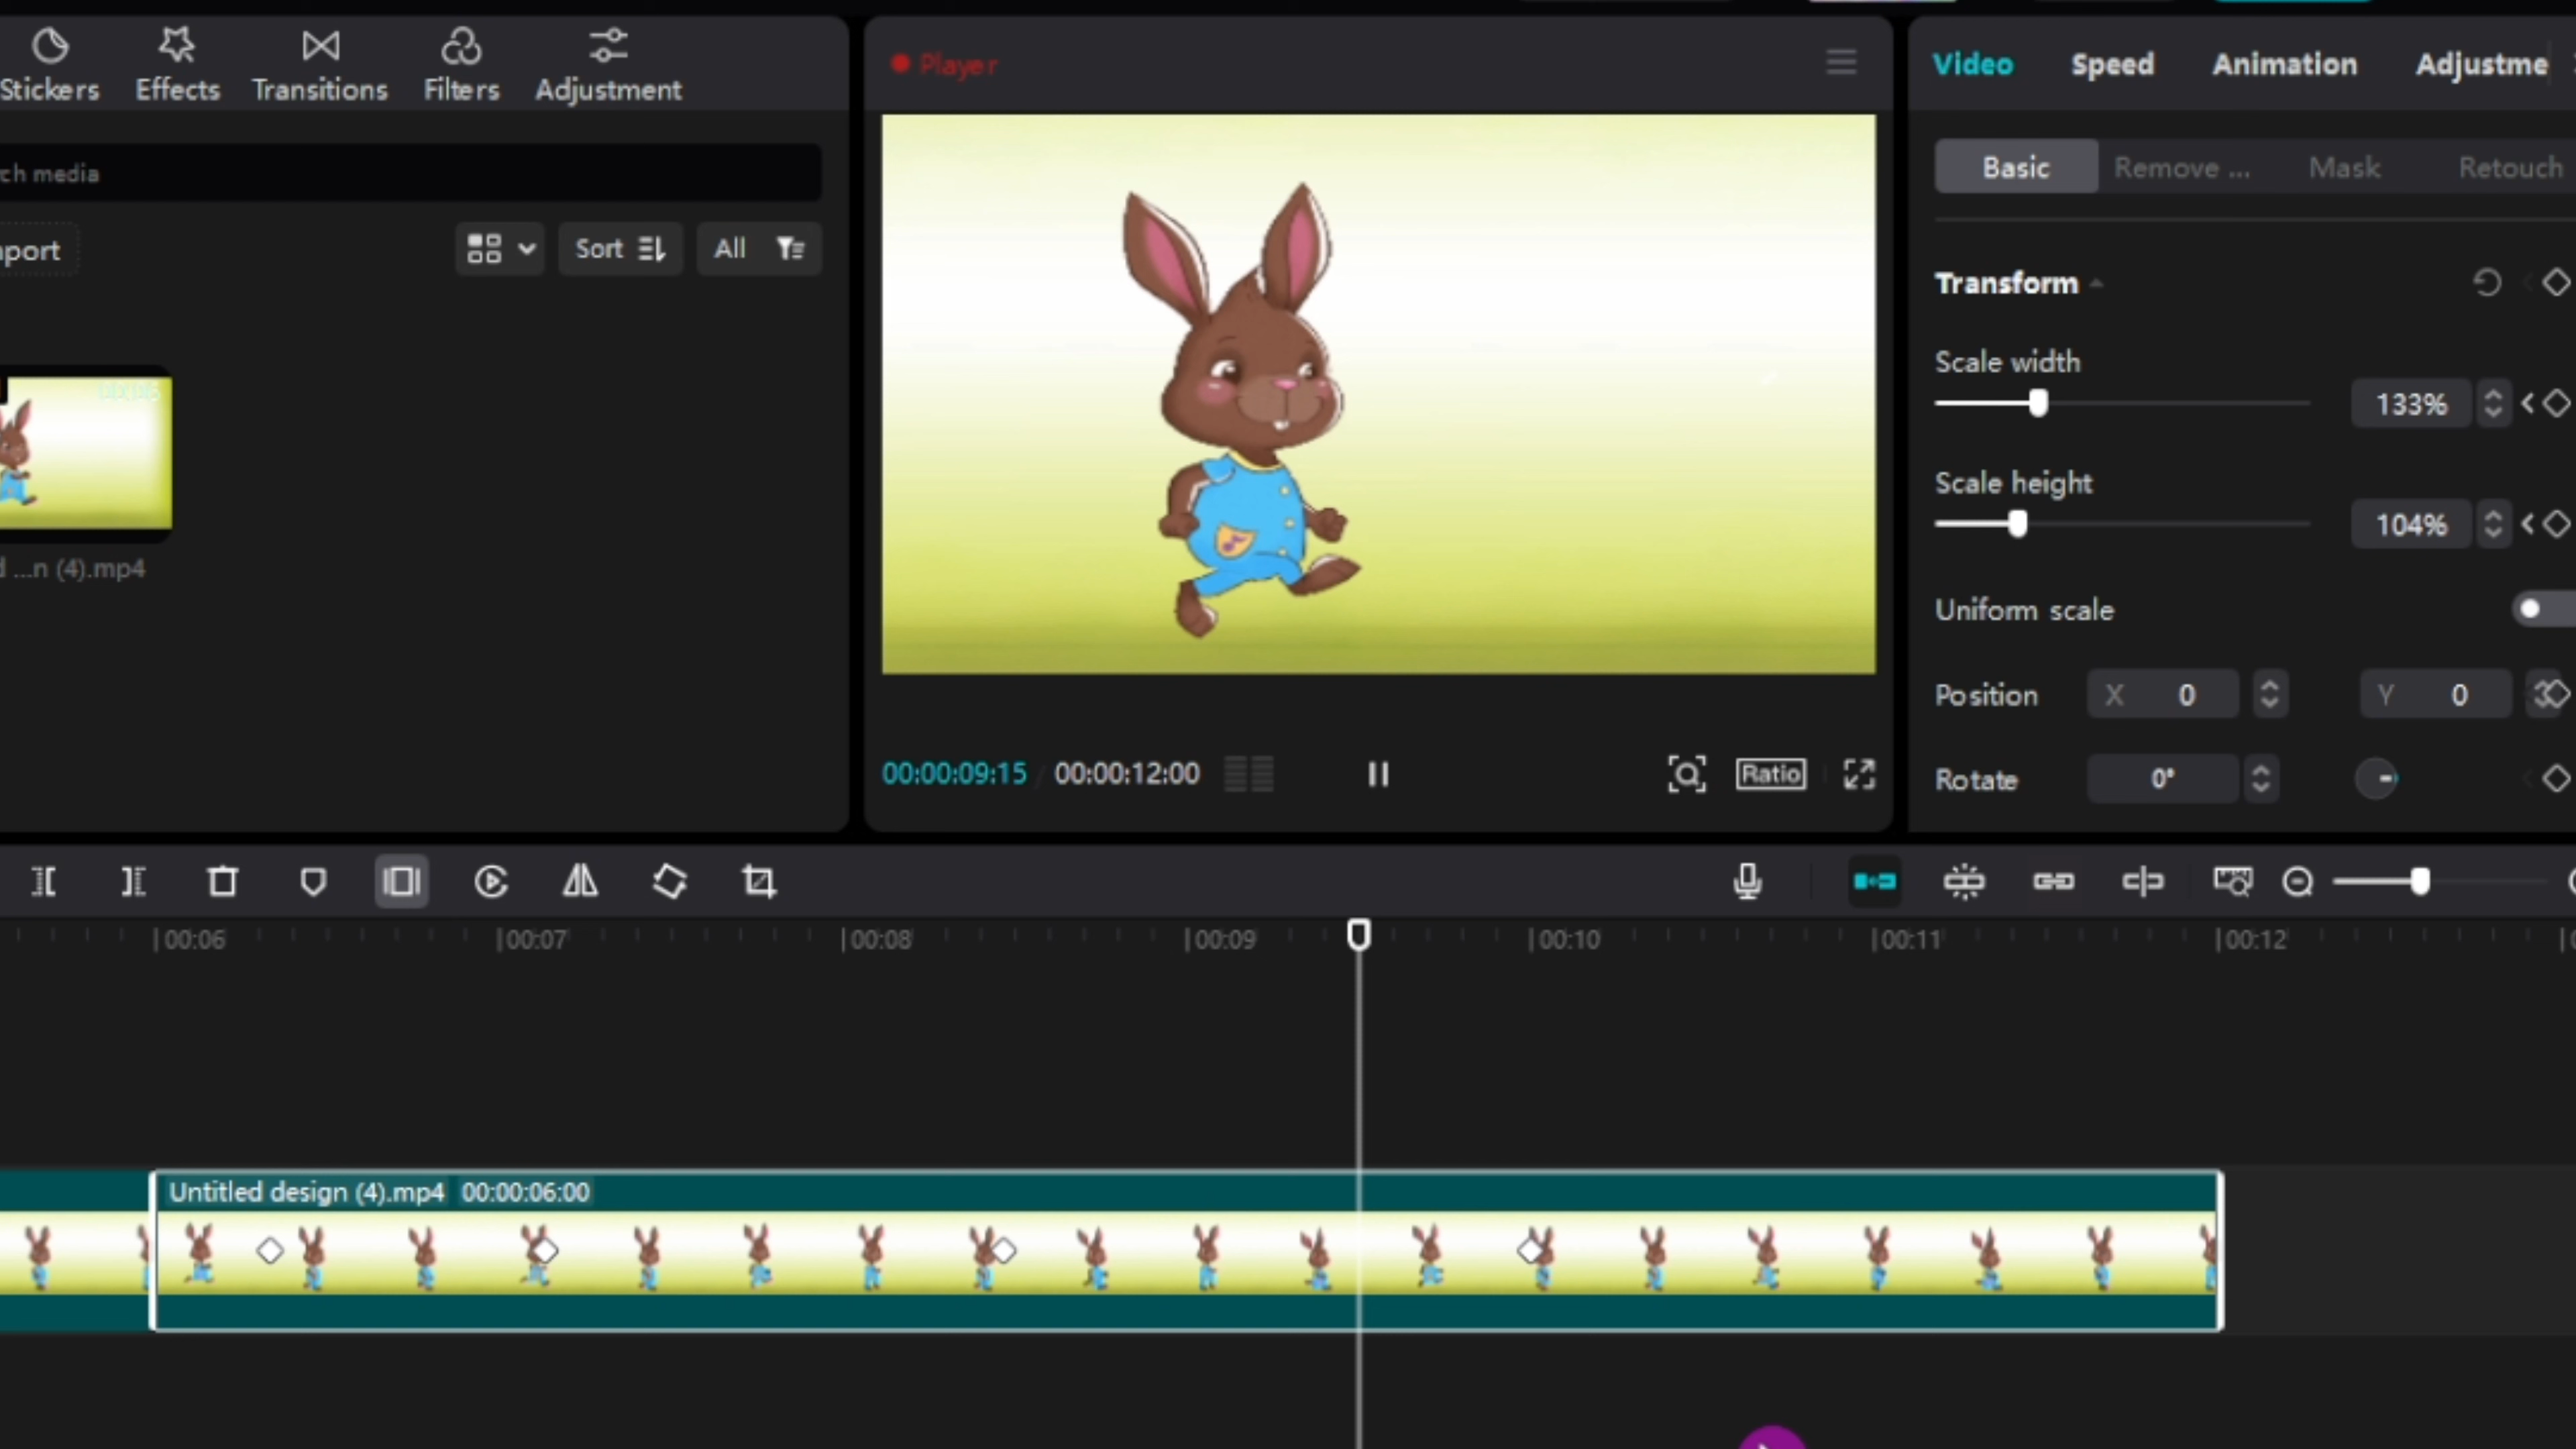 Stickers Effects Transitions Filters Adjustment
Player
Video Speed Animation Adjustme
ch media
Basic Remove ... Mask Retouch
port
Sort All
Transform
Scale width
133%
...n (4).mp4
Scale height
104%
Uniform scale
Position X 0 Y 0
00:00:09:15 / 00:00:12:00
Ratio
Rotate 0°
00:06 00:07 00:08 00:09 00:10 00:11 00:12
Untitled design (4).mp4 00:00:06:00